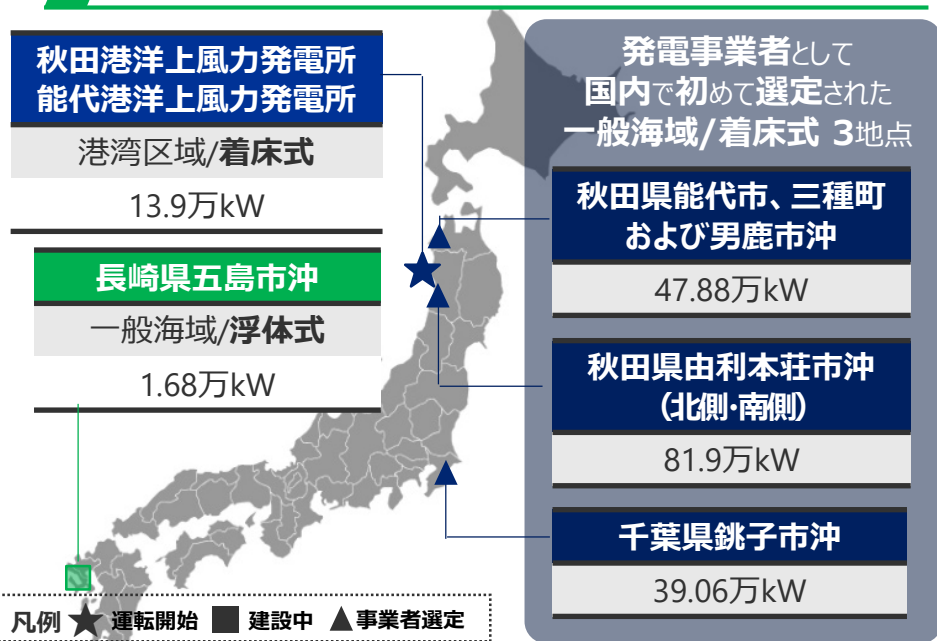 秋田港洋上風力発電所
能代港洋上風力発電所
港湾区域/着床式
13.9万kW
長崎県五島市沖
一般海域/浮体式
1.68万kW
発電事業者として
国内で初めて選定された
一般海域/着床式 3地点
秋田県能代市、三種町
および男鹿市沖
47.88万kW
秋田県由利本荘市沖
(北側・南側)
81.9万kW
千葉県銚子市沖
39.06万kW
凡例 ★ 運転開始 ■ 建設中 ▲事業者選定